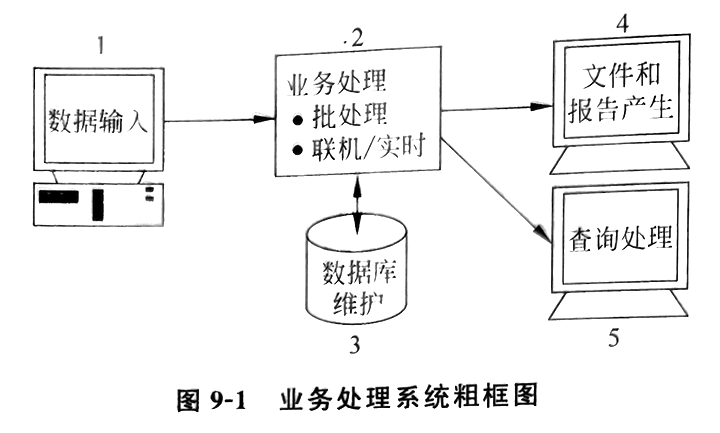 1
数据输入
2
业务处理
● 批处理
● 联机/实时
数据库
维护
3
4
文件和
报告产生
查询处理
5
图 9-1 业务处理系统粗框图